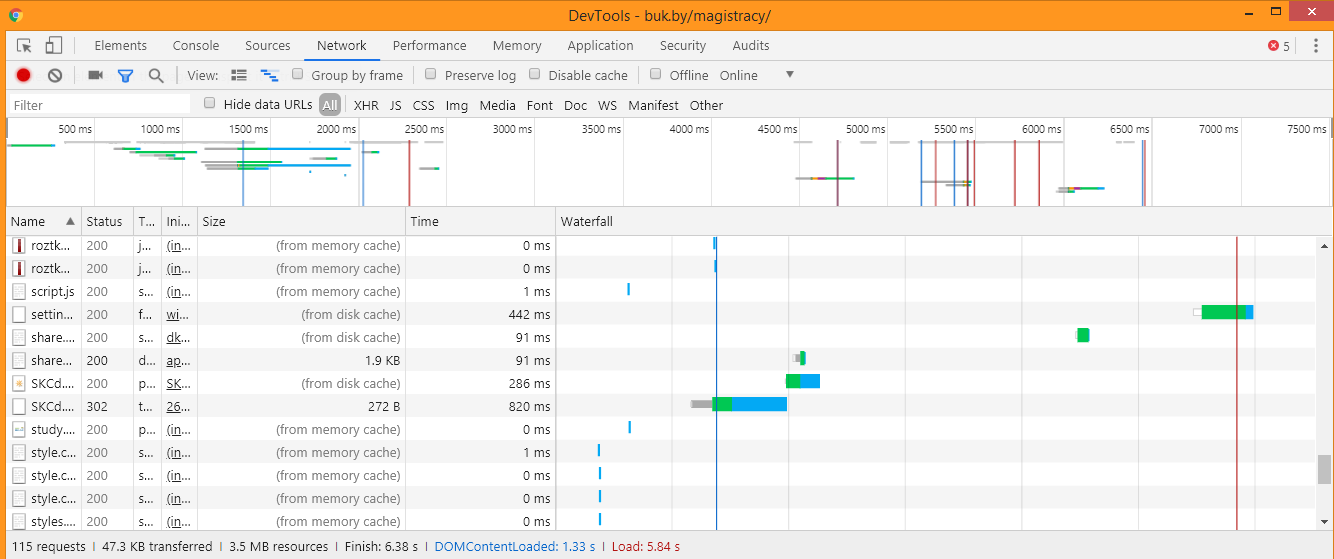 DevTools - buk.by/magistracy/
Elements Console Sources Network Performance Memory Application Security Audits 5
View: Group by frame Preserve log Disable cache Offline Online
Filter Hide data URLs All XHR JS CSS Img Media Font Doc WS Manifest Other
500 ms 1000 ms 1500 ms 2000 ms 2500 ms 3000 ms 3500 ms 4000 ms 4500 ms 5000 ms 5500 ms 6000 ms 6500 ms 7000 ms 7500 ms
Name Status T... Ini... Size Time Waterfall
roztk... 200 j... (in... (from memory cache) 0 ms
roztk... 200 j... (in... (from memory cache) 0 ms
script.js 200 s... (in... (from memory cache) 1 ms
settin... 200 f... wi... (from disk cache) 442 ms
share.... 200 s... dk... (from disk cache) 91 ms
share.... 200 d... ap... 1.9 KB 91 ms
SKCd.... 200 p... SK... (from disk cache) 286 ms
SKCd.... 302 t... 26... 272 B 820 ms
study.... 200 p... (in... (from memory cache) 0 ms
style.c... 200 s... (in... (from memory cache) 1 ms
style.c... 200 s... (in... (from memory cache) 0 ms
style.c... 200 s... (in... (from memory cache) 0 ms
styles.... 200 s... (in... (from memory cache) 0 ms
115 requests | 47.3 KB transferred | 3.5 MB resources | Finish: 6.38 s | DOMContentLoaded: 1.33 s | Load: 5.84 s